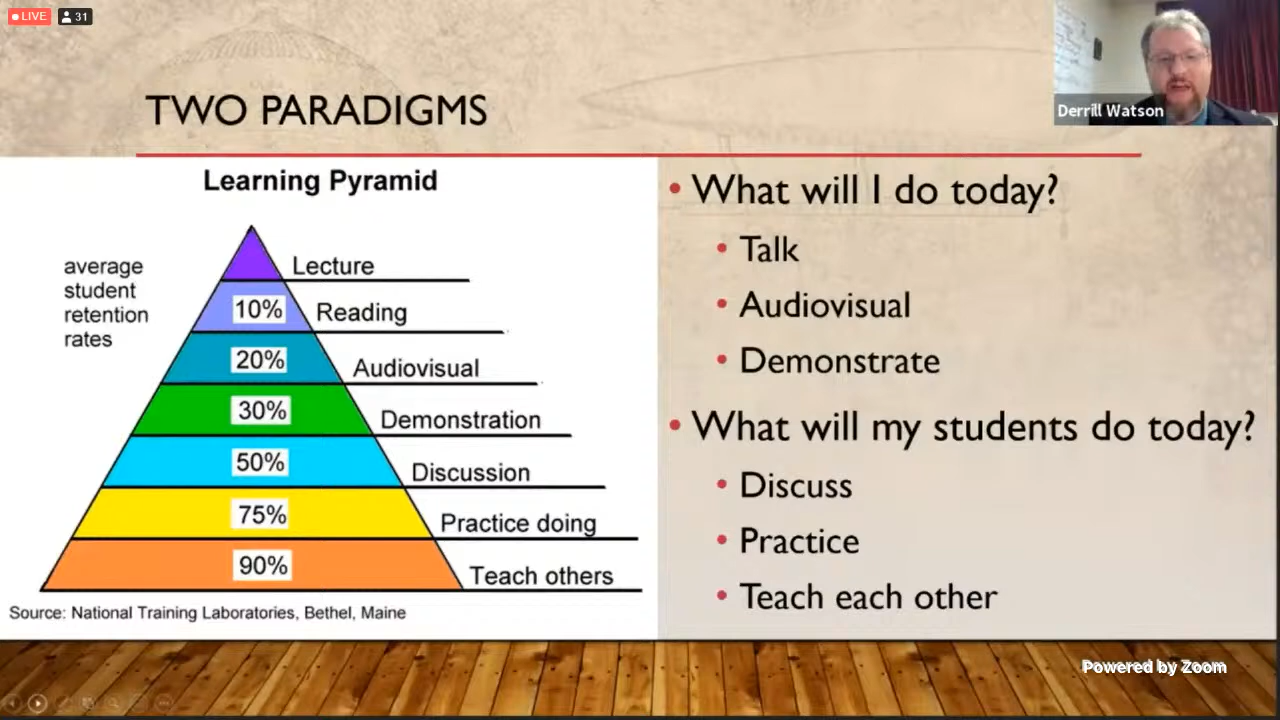 LIVE
31
Derrill Watson
TWO PARADIGMS
Learning Pyramid
average
student
retention
rates
Lecture
10%
Reading
20%
Audiovisual
30%
Demonstration
50%
Discussion
75%
Practice doing
90%
Teach others
Source: National Training Laboratories, Bethel, Maine
• What will I do today?
• Talk
• Audiovisual
• Demonstrate
• What will my students do today?
• Discuss
• Practice
• Teach each other
Powered by Zoom